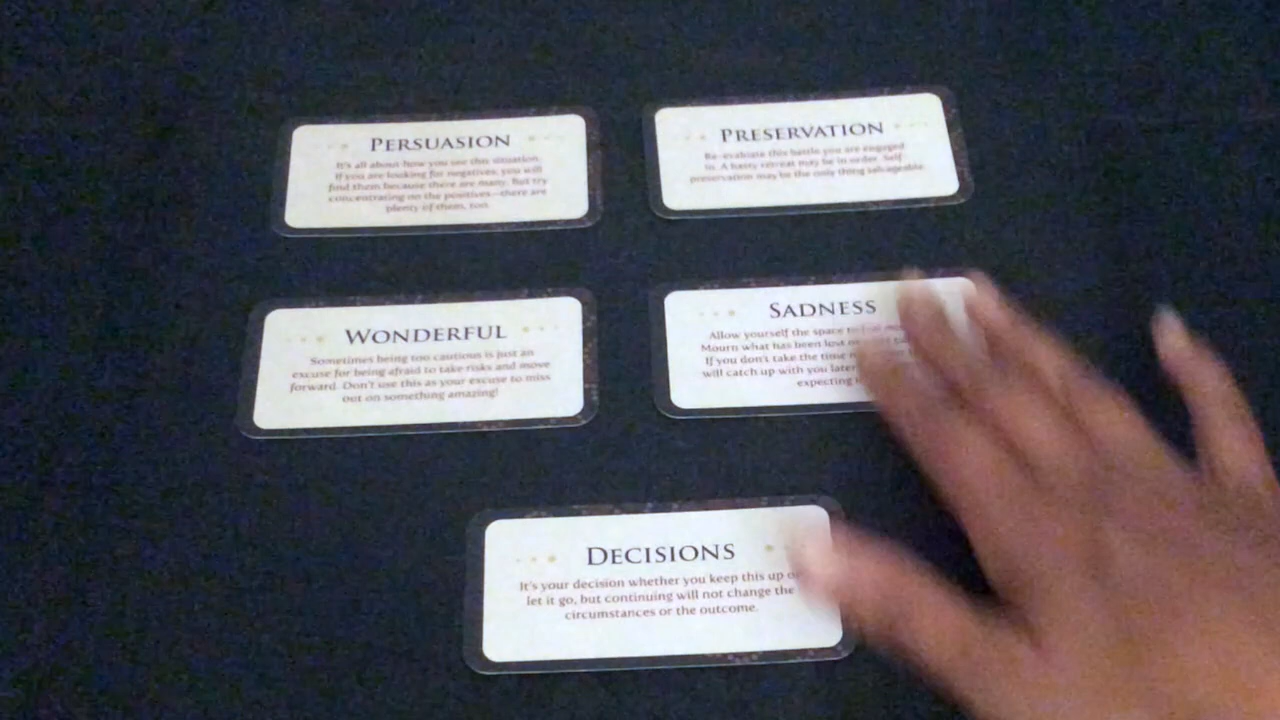 PERSUASION
It's all about how you see this situation.
If you are looking for negatives, you will
find them because there are many. But try
concentrating on the positives—there are
plenty of them, too.
PRESERVATION
Re-evaluate this battle you are engaged
in. A hasty retreat may be in order. Self-
preservation may be the only thing salvageable.
WONDERFUL
Sometimes being too cautious is just an
excuse for being afraid to take risks and move
forward. Don't use this as your excuse to miss
out on something amazing!
SADNESS
Allow yourself the space to
Mourn what has been lost
If you don't take the time
will catch up with you later
expecting
DECISIONS
It's your decision whether you keep this up
let it go, but continuing will not change the
circumstances or the outcome.